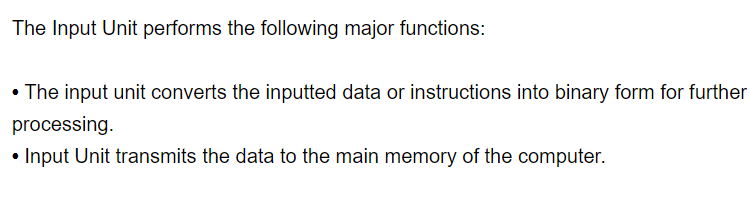 The Input Unit performs the following major functions:
• The input unit converts the inputted data or instructions into binary form for further
processing.
• Input Unit transmits the data to the main memory of the computer.